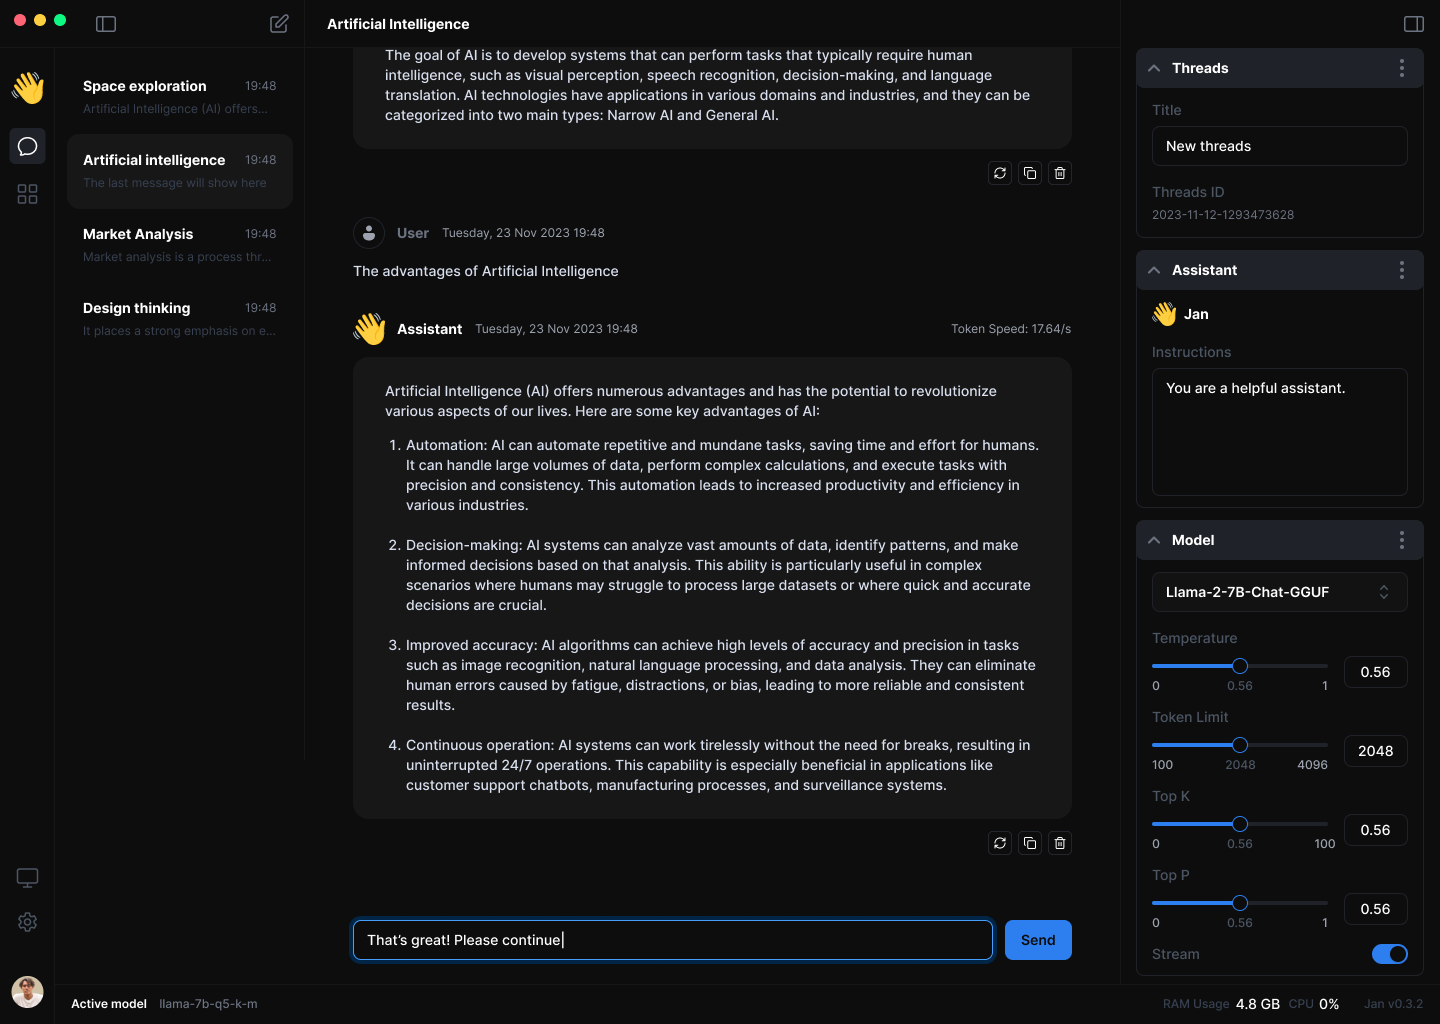 Artificial Intelligence
Space exploration 19:48
Artificial Intelligence (AI) offers...
Artificial intelligence 19:48
The last message will show here
Market Analysis 19:48
Market analysis is a process thr...
Design thinking 19:48
It places a strong emphasis on e...
The goal of AI is to develop systems that can perform tasks that typically require human
intelligence, such as visual perception, speech recognition, decision-making, and language
translation. AI technologies have applications in various domains and industries, and they can be
categorized into two main types: Narrow AI and General AI.
User Tuesday, 23 Nov 2023 19:48
The advantages of Artificial Intelligence
Assistant Tuesday, 23 Nov 2023 19:48 Token Speed: 17.64/s
Artificial Intelligence (AI) offers numerous advantages and has the potential to revolutionize
various aspects of our lives. Here are some key advantages of AI:
1. Automation: AI can automate repetitive and mundane tasks, saving time and effort for humans.
It can handle large volumes of data, perform complex calculations, and execute tasks with
precision and consistency. This automation leads to increased productivity and efficiency in
various industries.
2. Decision-making: AI systems can analyze vast amounts of data, identify patterns, and make
informed decisions based on that analysis. This ability is particularly useful in complex
scenarios where humans may struggle to process large datasets or where quick and accurate
decisions are crucial.
3. Improved accuracy: AI algorithms can achieve high levels of accuracy and precision in tasks
such as image recognition, natural language processing, and data analysis. They can eliminate
human errors caused by fatigue, distractions, or bias, leading to more reliable and consistent
results.
4. Continuous operation: AI systems can work tirelessly without the need for breaks, resulting in
uninterrupted 24/7 operations. This capability is especially beneficial in applications like
customer support chatbots, manufacturing processes, and surveillance systems.
That's great! Please continue
Send
Threads
Title
New threads
Threads ID
2023-11-12-1293473628
Assistant
Jan
Instructions
You are a helpful assistant.
Model
Llama-2-7B-Chat-GGUF
Temperature
0 0.56 1 0.56
Token Limit
100 2048 4096 2048
Top K
0 0.56 100 0.56
Top P
0 0.56 1 0.56
Stream
Active model llama-7b-q5-k-m
RAM Usage 4.8 GB CPU 0% Jan v0.3.2